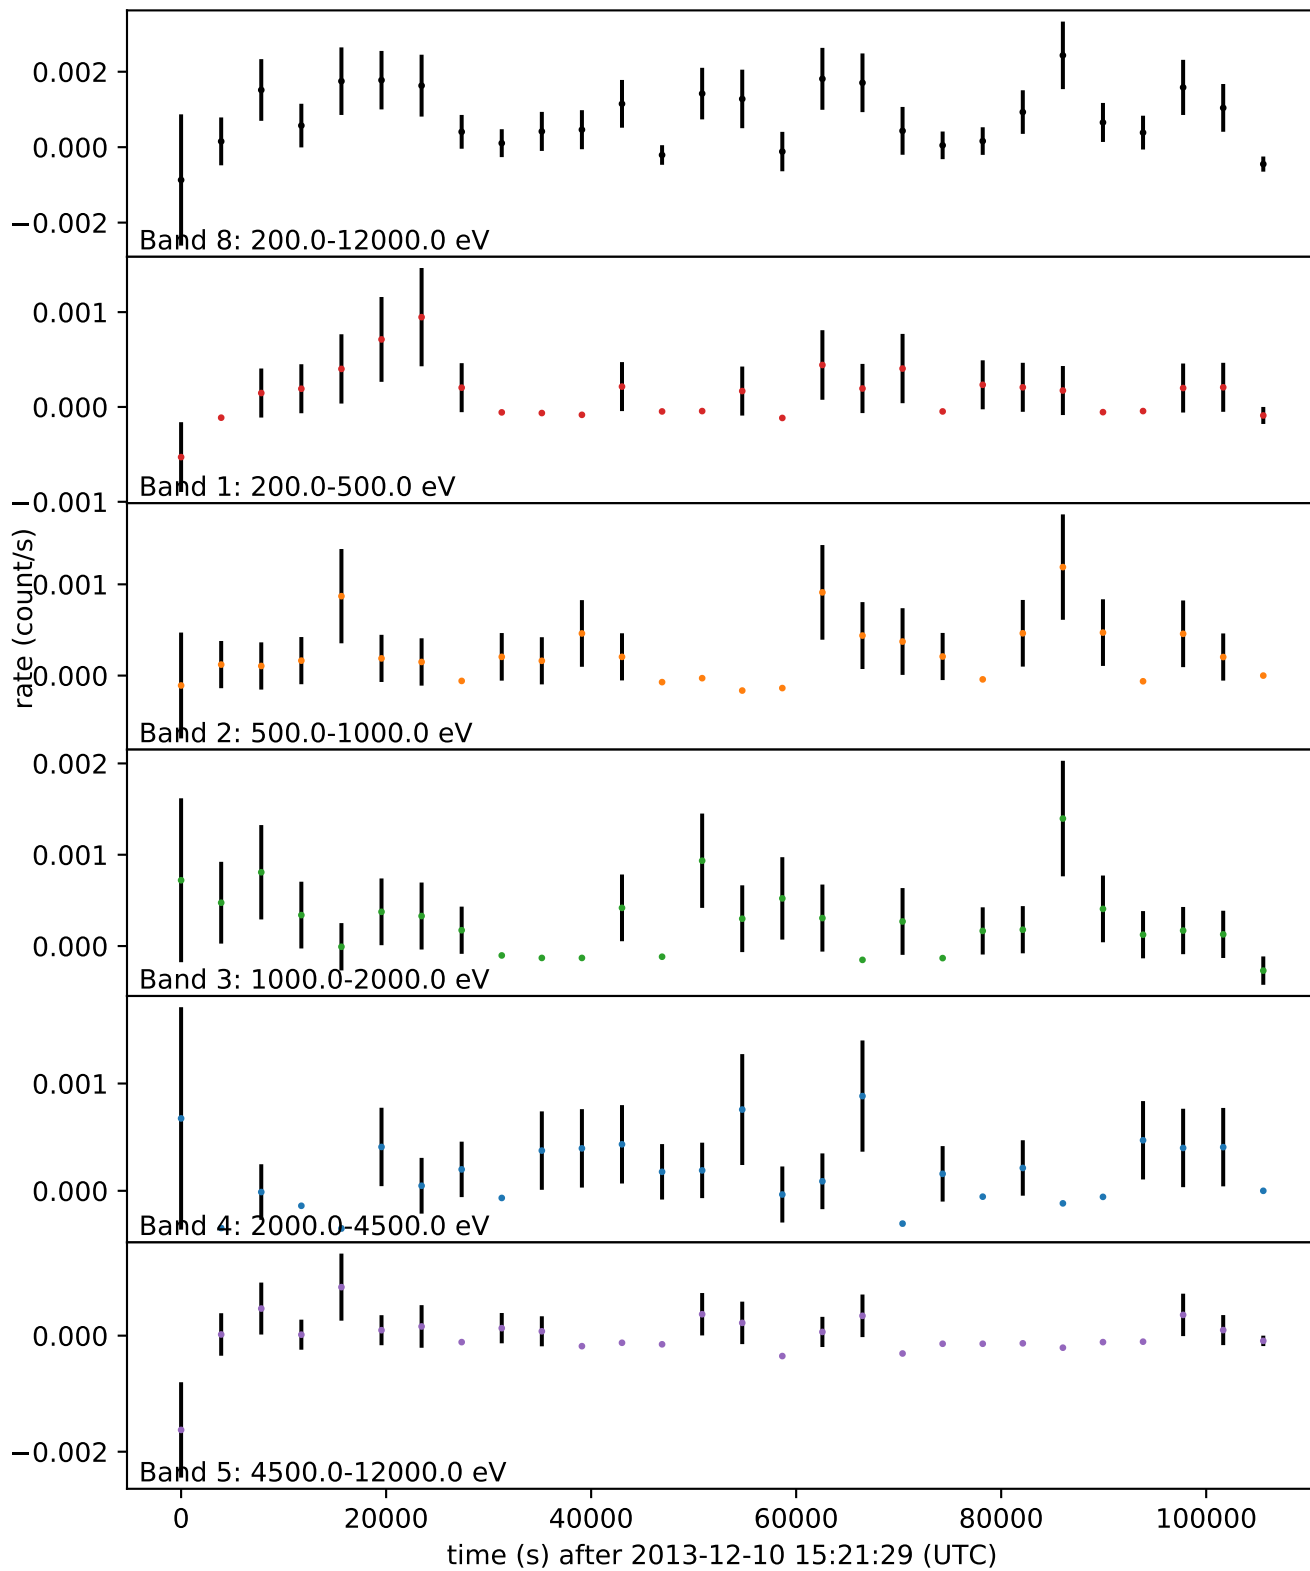 0.002
0.000
−0.002
Band 8: 200.0-12000.0 eV
0.001
0.000
−0.001
Band 1: 200.0-500.0 eV
rate (count/s)
0.001
0.000
Band 2: 500.0-1000.0 eV
0.002
0.001
0.000
Band 3: 1000.0-2000.0 eV
0.001
0.000
Band 4: 2000.0-4500.0 eV
0.000
−0.002
Band 5: 4500.0-12000.0 eV
0 20000 40000 60000 80000 100000
time (s) after 2013-12-10 15:21:29 (UTC)